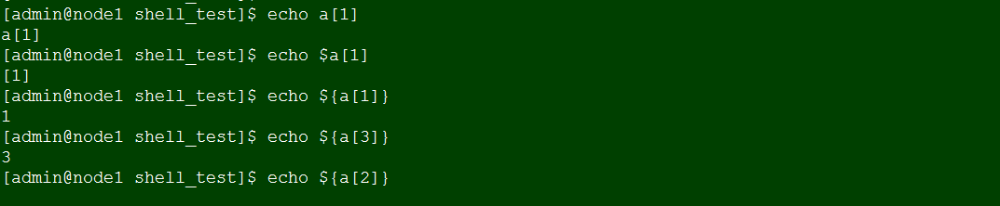 [admin@node1 shell_test]$ echo a[1]
a[1]
[admin@node1 shell_test]$ echo $a[1]
[1]
[admin@node1 shell_test]$ echo ${a[1]}
1
[admin@node1 shell_test]$ echo ${a[3]}
3
[admin@node1 shell_test]$ echo ${a[2]}